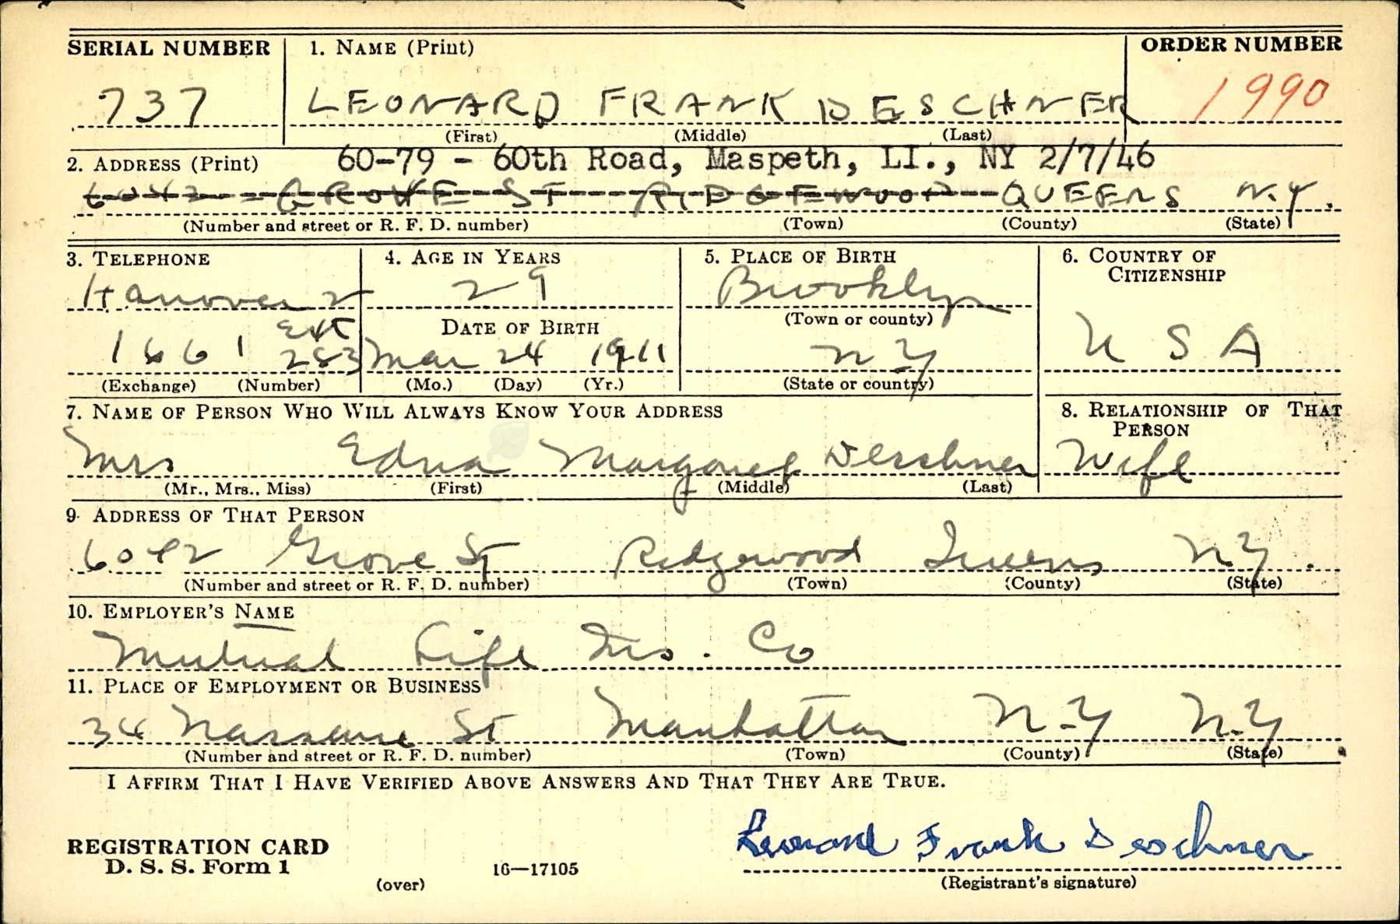 SERIAL NUMBER 1. NAME (Print) ORDER NUMBER
737 LEONARD FRANK DESCHNER 1990
(First) (Middle) (Last)
2. ADDRESS (Print) 60-79 - 60th Road, Maspeth, LI., NY 2/7/46
6042 GROVE ST RIDGEWOOD QUEENS N.Y.
(Number and street or R. F. D. number) (Town) (County) (State)
3. TELEPHONE 4. AGE IN YEARS 5. PLACE OF BIRTH 6. COUNTRY OF
CITIZENSHIP
Hanover 2 29 Brooklyn
(Town or county)
DATE OF BIRTH
Ext
1661 283 Mar 24 1911 NY USA
(Exchange) (Number) (Mo.) (Day) (Yr.) (State or country)
7. NAME OF PERSON WHO WILL ALWAYS KNOW YOUR ADDRESS 8. RELATIONSHIP OF THAT
PERSON
Mrs Edna Margaret Deschner Wife
(Mr., Mrs., Miss) (First) (Middle) (Last)
9. ADDRESS OF THAT PERSON
6042 Grove St Ridgewood Queens NY.
(Number and street or R. F. D. number) (Town) (County) (State)
10. EMPLOYER'S NAME
Mutual Life Ins. Co
11. PLACE OF EMPLOYMENT OR BUSINESS
34 Nassau St Manhattan N-Y N.Y.
(Number and street or R. F. D. number) (Town) (County) (State)
I AFFIRM THAT I HAVE VERIFIED ABOVE ANSWERS AND THAT THEY ARE TRUE.
Leonard Frank Deschner
REGISTRATION CARD
D. S. S. Form 1 16—17105
(over) (Registrant's signature)